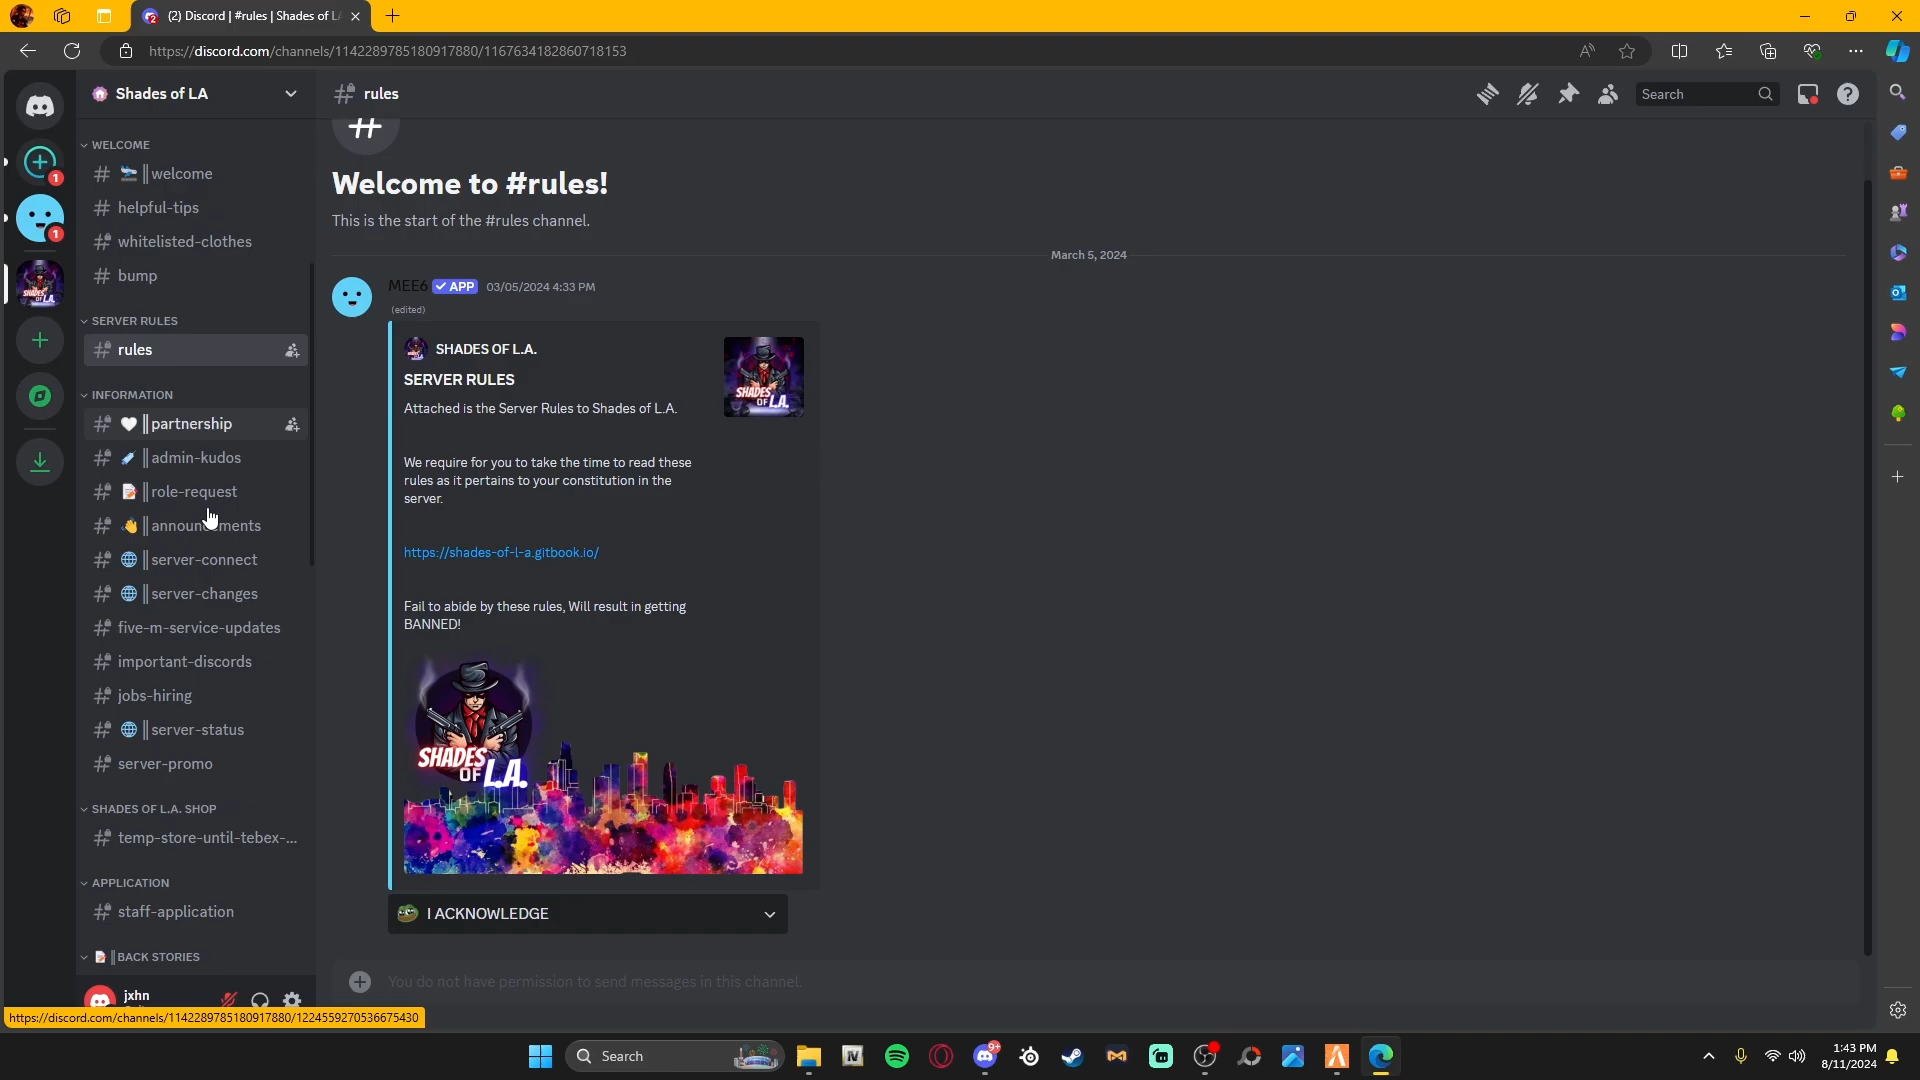 (2) Discord | #rules | Shades of L
https://discord.com/channels/1142289785180917880/1167634182860718153
Shades of LA
rules
Search
WELCOME
welcome
helpful-tips
whitelisted-clothes
bump
SERVER RULES
rules
INFORMATION
partnership
admin-kudos
role-request
announcements
server-connect
server-changes
five-m-service-updates
important-discords
jobs-hiring
server-status
server-promo
SHADES OF L.A. SHOP
temp-store-until-tebex-...
APPLICATION
staff-application
BACK STORIES
jxhn
https://discord.com/channels/1142289785180917880/1224559270536675430
Welcome to #rules!
This is the start of the #rules channel.
March 5, 2024
MEE6 ✓ APP 03/05/2024 4:33 PM
(edited)
SHADES OF L.A.
SERVER RULES
Attached is the Server Rules to Shades of L.A.
We require for you to take the time to read these
rules as it pertains to your constitution in the
server.
https://shades-of-l-a.gitbook.io/
Fail to abide by these rules, Will result in getting
BANNED!
SHADES
OF L.A.
SHADES
OF L.A.
I ACKNOWLEDGE
You do not have permission to send messages in this channel.
Search
1:43 PM
8/11/2024